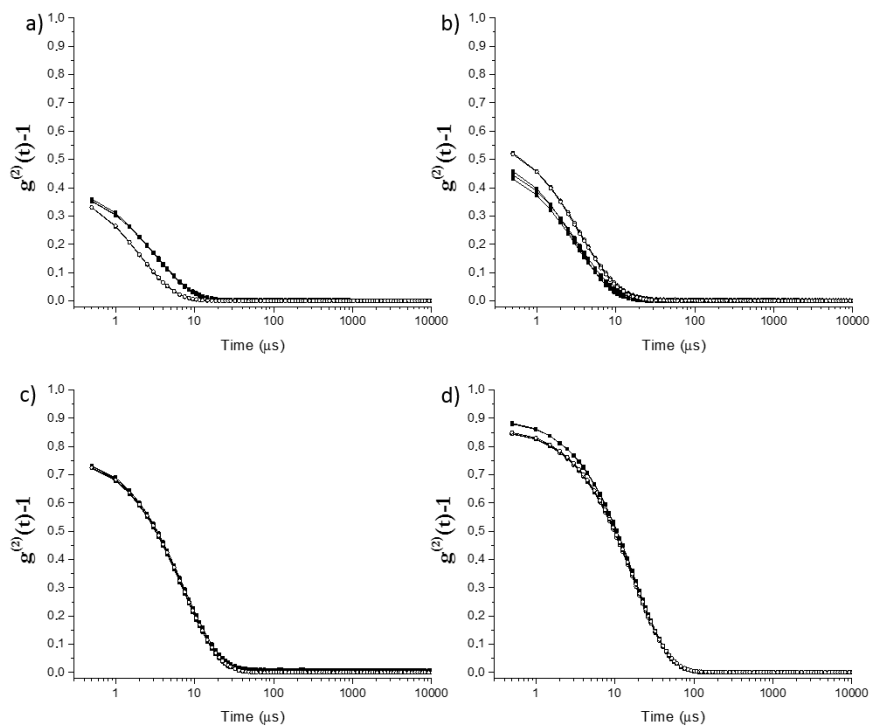 a)
b)
1,0 1,0
0,9 0,9
0,8 0,8
0,7 0,7
0,6 0,6
0,5 0,5
0,4 0,4
0,3 0,3
0,2 0,2
0,1 0,1
0,0 0,0
g(2)(t)-1 g(2)(t)-1
1 10 100 1000 10000 1 10 100 1000 10000
Time (μs) Time (μs)
c)
d)
1,0 1,0
0,9 0,9
0,8 0,8
0,7 0,7
0,6 0,6
0,5 0,5
0,4 0,4
0,3 0,3
0,2 0,2
0,1 0,1
0,0 0,0
g(2)(t)-1 g(2)(t)-1
1 10 100 1000 10000 1 10 100 1000 10000
Time (μs) Time (μs)